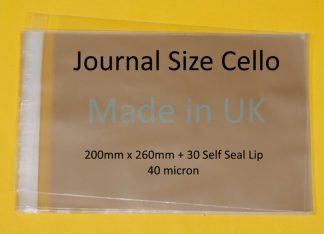 Journal Size Cello
Made in UK
200mm x 260mm + 30 Self Seal Lip
40 micron